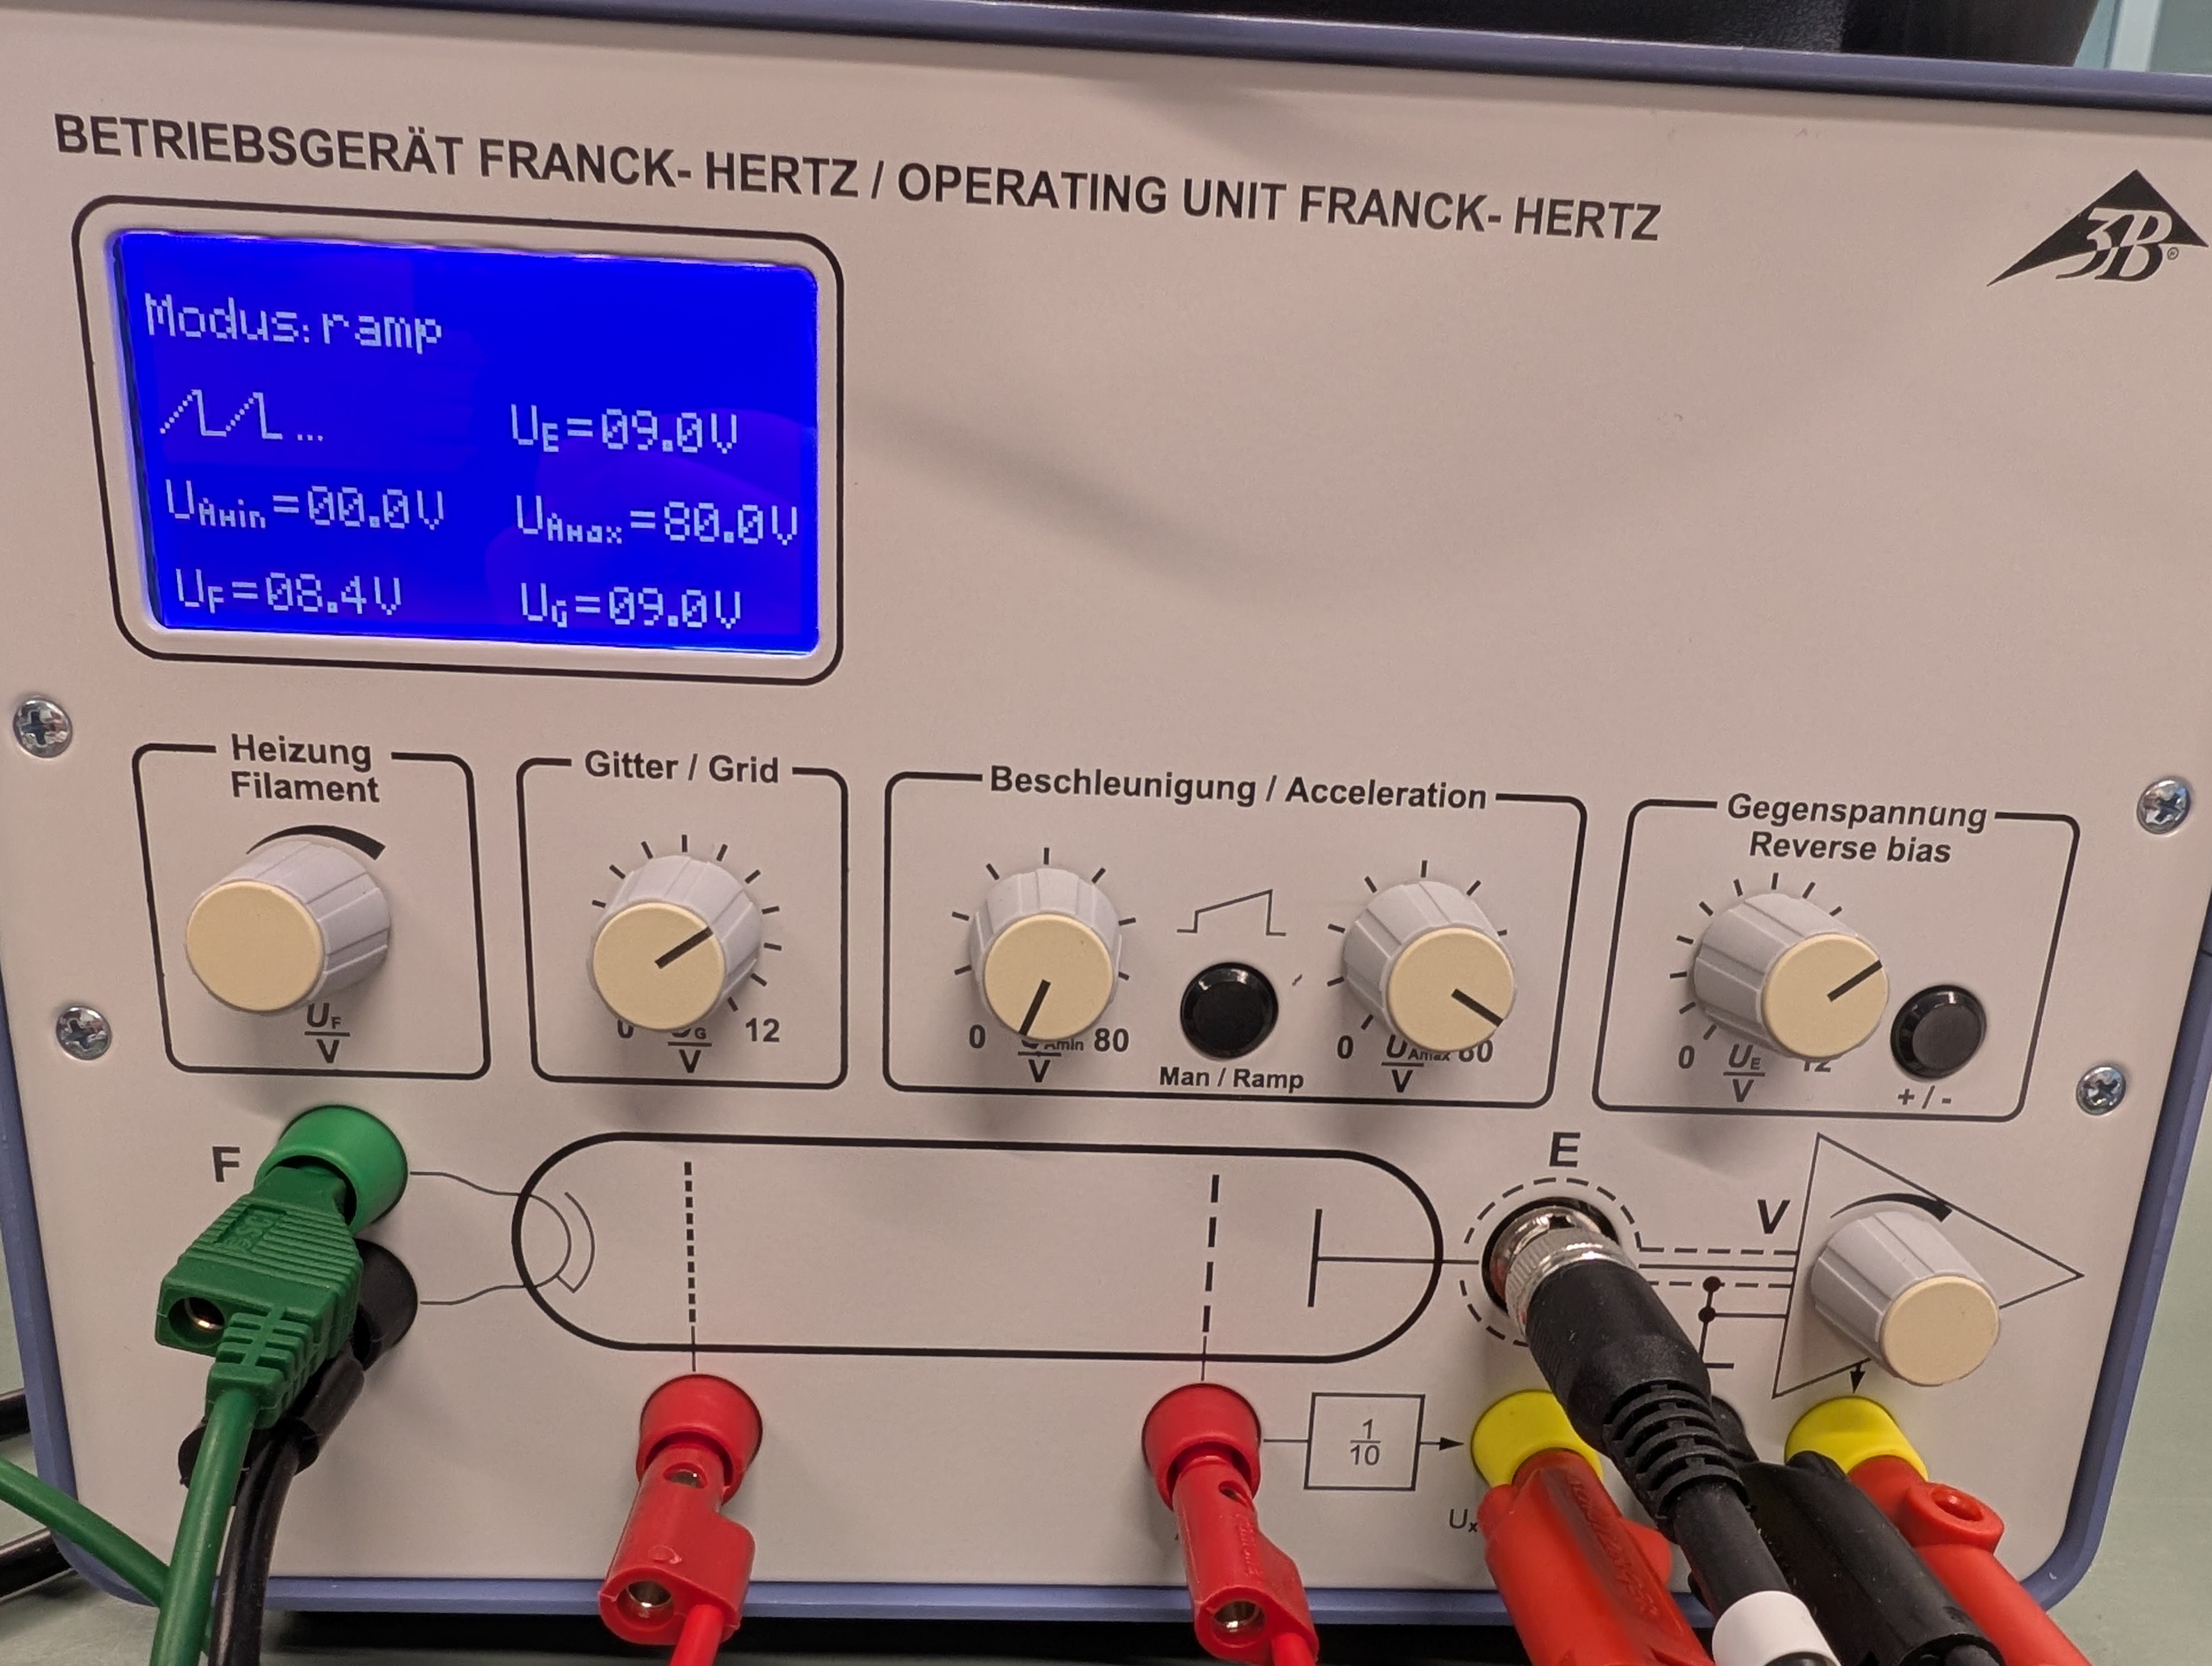 BETRIEBSGERÄT FRANCK- HERTZ / OPERATING UNIT FRANCK- HERTZ
3B®
Modus:ramp
... UE=09.0V
UAmin=00.0V UAmax=80.0V
UF=08.4V UG=09.0V
Heizung
Filament
Gitter / Grid
Beschleunigung / Acceleration
Gegenspannung
Reverse bias
UF
V
0 UG 12
V
0 UAmin 80
V
Man / Ramp
0 UAmax 80
V
0 UE 12
V
+ / -
F
E
V
1
10
Ux